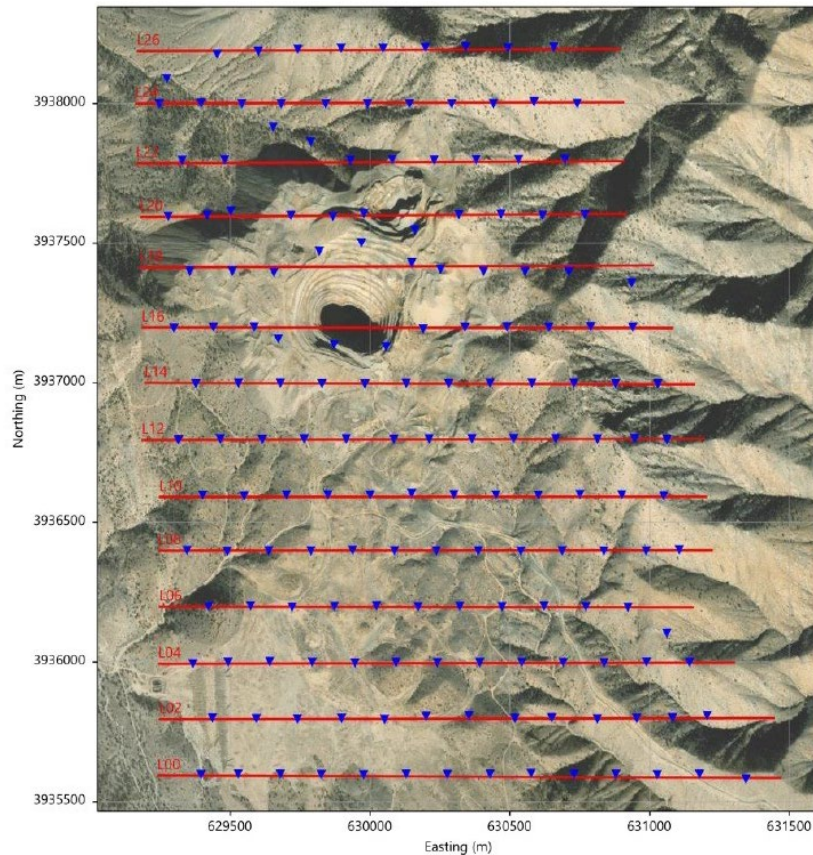 L26
3938000
L24
L22
L20
3937500
L18
L16
3937000
L14
L12
L10
3936500
L08
L06
3936000
L04
L02
L00
3935500
629500
630000
630500
631000
631500
Northing (m)
Easting (m)